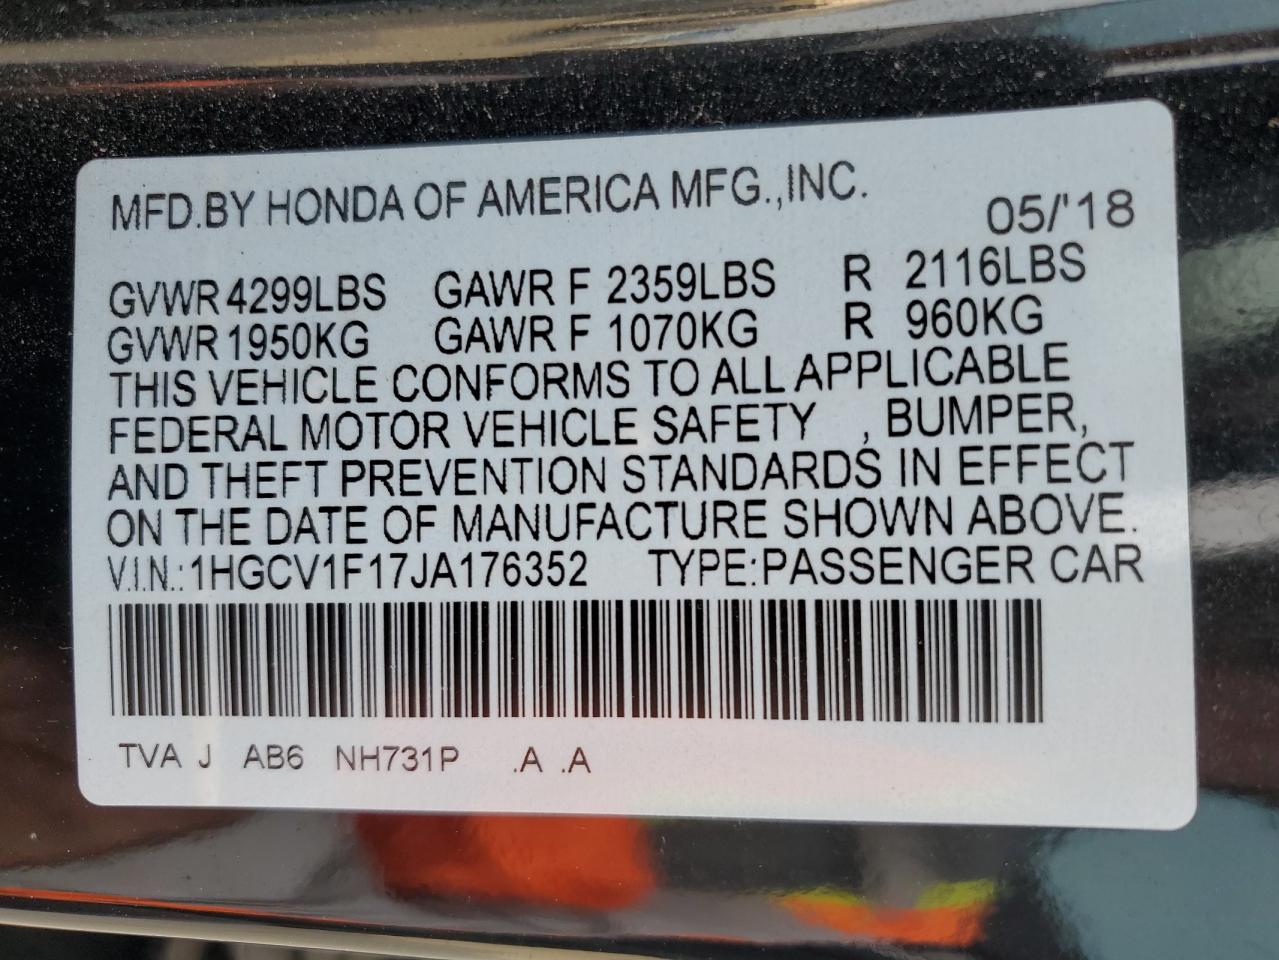 MFD.BY HONDA OF AMERICA MFG.,INC.
05/'18
GVWR 4299LBS GAWR F 2359LBS R 2116LBS
GVWR 1950KG GAWR F 1070KG R 960KG
THIS VEHICLE CONFORMS TO ALL APPLICABLE
FEDERAL MOTOR VEHICLE SAFETY , BUMPER,
AND THEFT PREVENTION STANDARDS IN EFFECT
ON THE DATE OF MANUFACTURE SHOWN ABOVE.
V.I.N.:1HGCV1F17JA176352 TYPE:PASSENGER CAR
TVA J AB6 NH731P .A .A